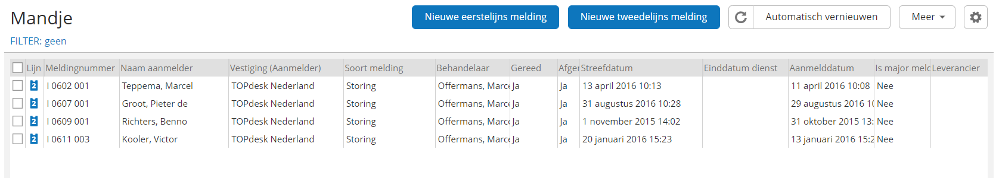 Mandje Nieuwe eerstelijns melding Nieuwe tweedelijns melding Automatisch vernieuwen Meer
FILTER: geen
Lijn Meldingnummer Naam aanmelder Vestiging (Aanmelder) Soort melding Behandelaar Gereed Afger Streefdatum Einddatum dienst Aanmelddatum Is major meld Leverancier
2 I 0602 001 Teppema, Marcel TOPdesk Nederland Storing Offermans, Marce Ja Ja 13 april 2016 10:13 11 april 2016 10:08 Nee
2 I 0607 001 Groot, Pieter de TOPdesk Nederland Storing Offermans, Marce Ja Ja 31 augustus 2016 10:28 29 augustus 2016 10 Nee
2 I 0609 001 Richters, Benno TOPdesk Nederland Storing Offermans, Marce Ja Ja 1 november 2015 14:02 31 oktober 2015 13: Nee
2 I 0611 003 Kooler, Victor TOPdesk Nederland Storing Offermans, Marce Ja Ja 20 januari 2016 15:23 13 januari 2016 15:2 Nee